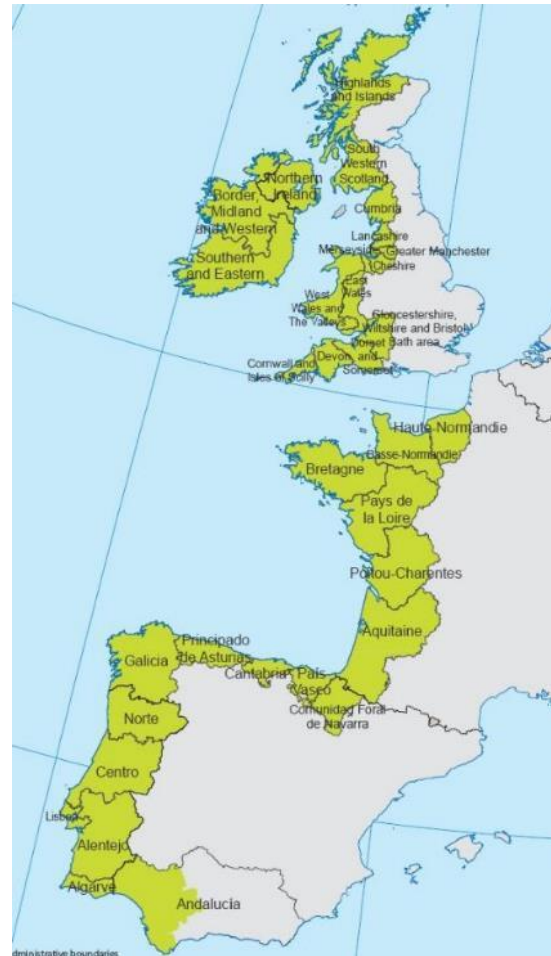 Highlands
and Islands
South
Western
Scotland
Northern
Ireland
Border,
Midland
and Western
Cumbria
Lancashire
Merseyside
Greater Manchester
Cheshire
Southern
and Eastern
East
Wales
West
Wales and
The Valleys
Gloucestershire,
Wiltshire and Bristol/
Bath area
Dorset
Devon and
Somerset
Cornwall and
Isles of Scilly
Haute-Normandie
Basse-Normandie
Bretagne
Pays de
la Loire
Poitou-Charentes
Aquitaine
Principado
de Asturias
Galicia
Cantabria
País
Vasco
Comunidad Foral
de Navarra
Norte
Centro
Lisboa
Alentejo
Algarve
Andalucia
dministrative boundaries